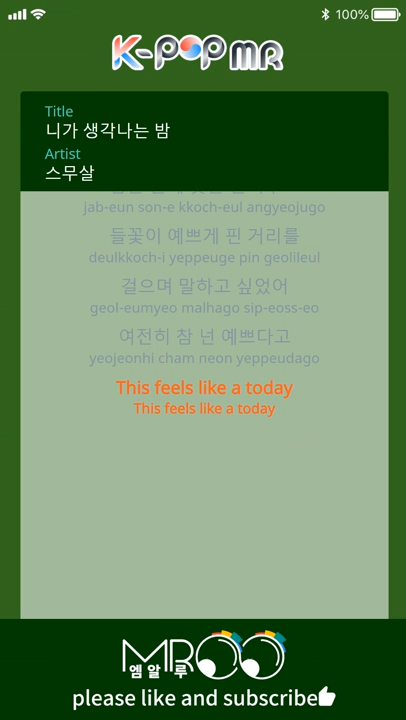 100%
K-POP MR
Title
니가 생각나는 밤
Artist
스무살
jab-eun son-e kkoch-eul angyeojugo
들꽃이 예쁘게 핀 거리를
deulkkoch-i yeppeuge pin geolileul
걸으며 말하고 싶었어
geol-eumyeo malhago sip-eoss-eo
여전히 참 넌 예쁘다고
yeojeonhi cham neon yeppeudago
This feels like a today
This feels like a today
MR
엠알루
please like and subscribe